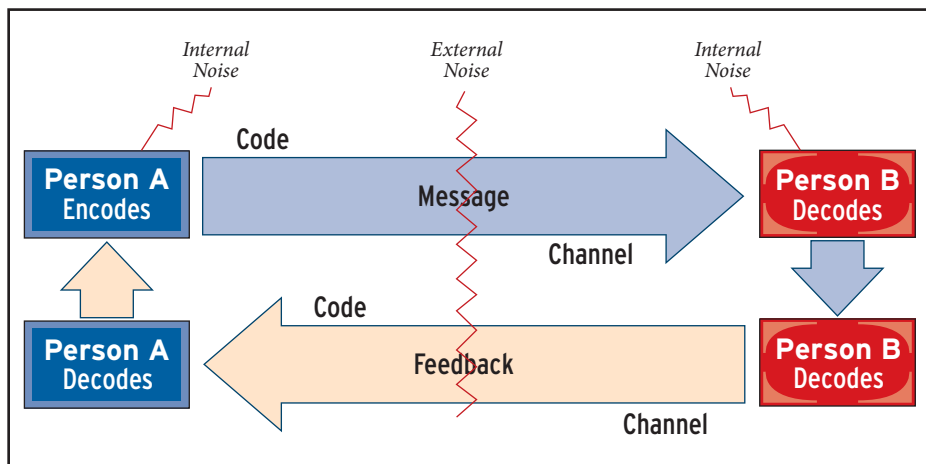 Internal
Noise
External
Noise
Internal
Noise
Code
Person A
Encodes
Message
Person B
Decodes
Channel
Code
Person A
Decodes
Feedback
Person B
Decodes
Channel